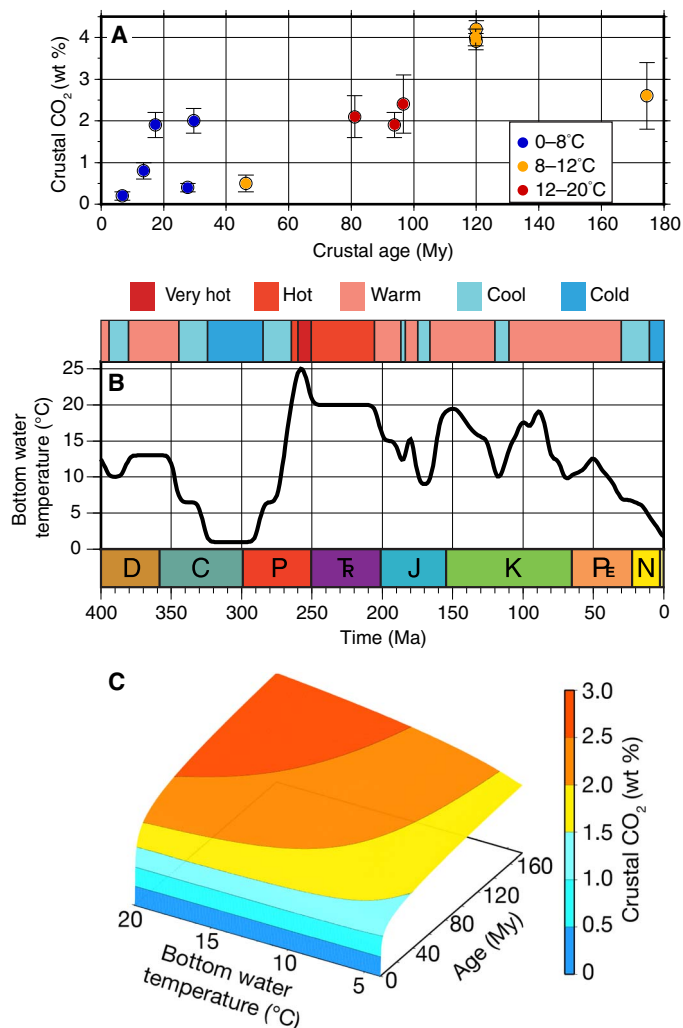 A
Crustal CO₂ (wt %)
4
3
2
1
0
0–8°C
8–12°C
12–20°C
0 20 40 60 80 100 120 140 160 180
Crustal age (My)
Very hot Hot Warm Cool Cold
B
Bottom water
temperature (°C)
25
20
15
10
5
0
D C P TR J K PE N
400 350 300 250 200 150 100 50 0
Time (Ma)
C
20
15
10
5
Bottom water
temperature (°C)
0
40
80
120
160
Age (My)
3.0
2.5
2.0
1.5
1.0
0.5
0
Crustal CO₂ (wt %)